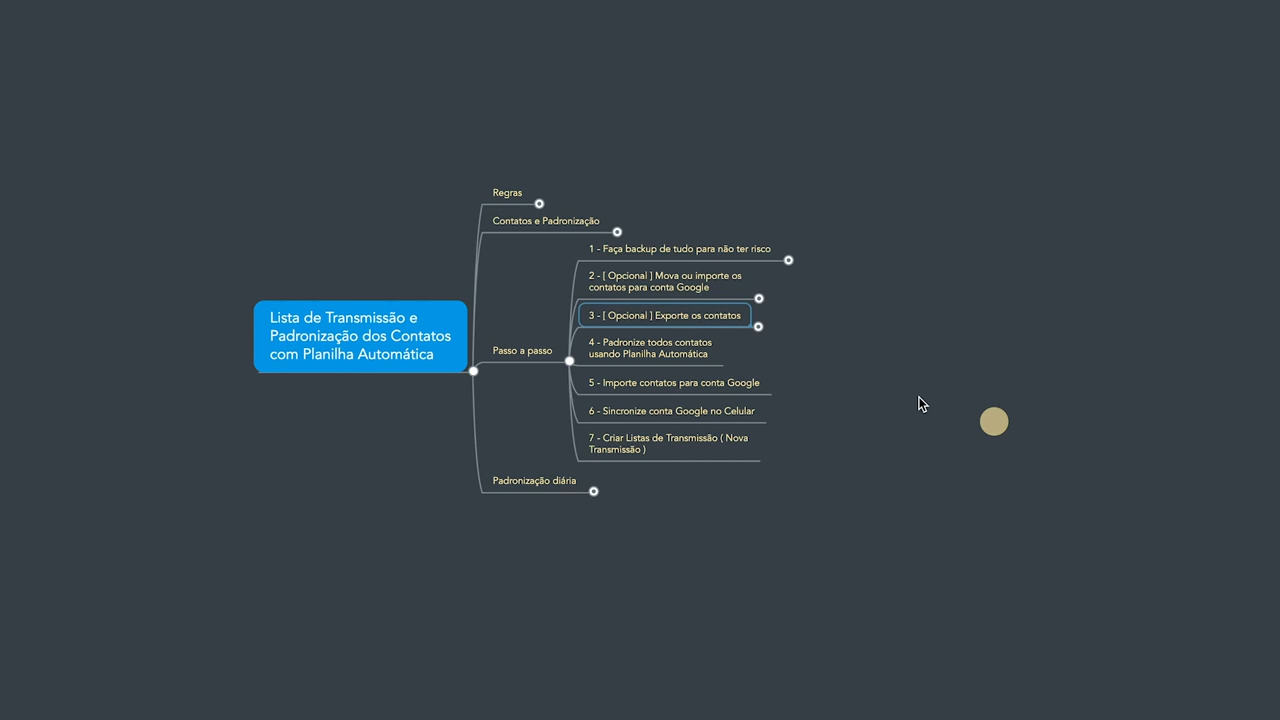 Regras
Contatos e Padronização
1 - Faça backup de tudo para não ter risco
2 - [ Opcional ] Mova ou importe os
contatos para conta Google
3 - [ Opcional ] Exporte os contatos
Lista de Transmissão e
Padronização dos Contatos
com Planilha Automática
Passo a passo
4 - Padronize todos contatos
usando Planilha Automática
5 - Importe contatos para conta Google
6 - Sincronize conta Google no Celular
7 - Criar Listas de Transmissão ( Nova
Transmissão )
Padronização diária